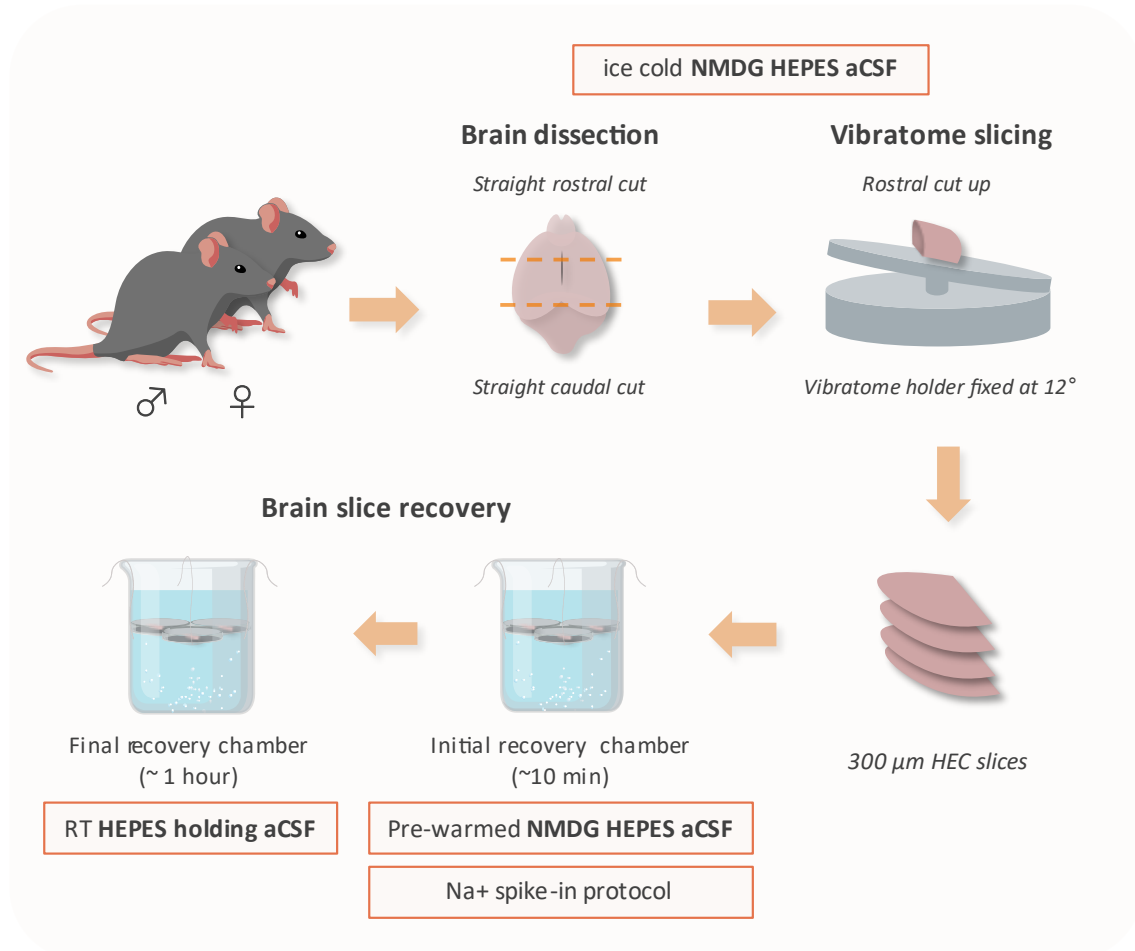 ice cold NMDG HEPES aCSF
Brain dissection
Vibratome slicing
Straight rostral cut
Rostral cut up
Straight caudal cut
Vibratome holder fixed at 12°
♂ ♀
Brain slice recovery
300 µm HEC slices
Initial recovery chamber
(~10 min)
Pre-warmed NMDG HEPES aCSF
Na+ spike-in protocol
Final recovery chamber
(~ 1 hour)
RT HEPES holding aCSF